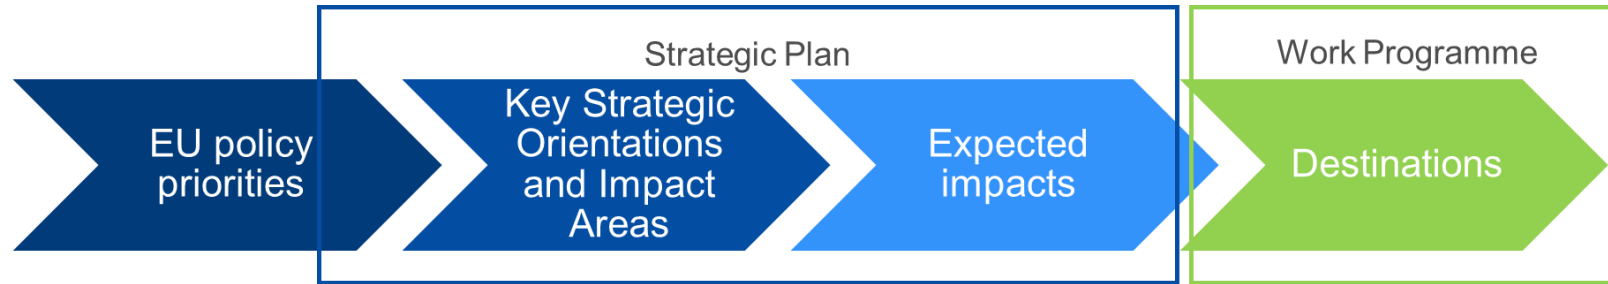 Strategic Plan
Work Programme
EU policy
priorities
Key Strategic
Orientations
and Impact
Areas
Expected
impacts
Destinations